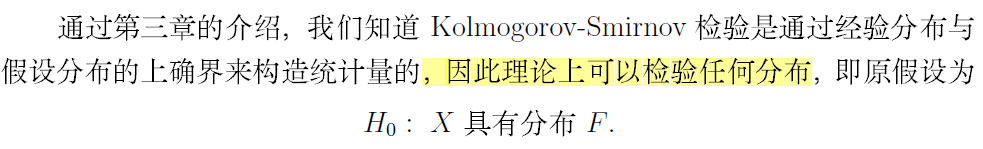 通过第三章的介绍，我们知道 Kolmogorov-Smirnov 检验是通过经验分布与
假设分布的上确界来构造统计量的，因此理论上可以检验任何分布，即原假设为
H₀ : X 具有分布 F.